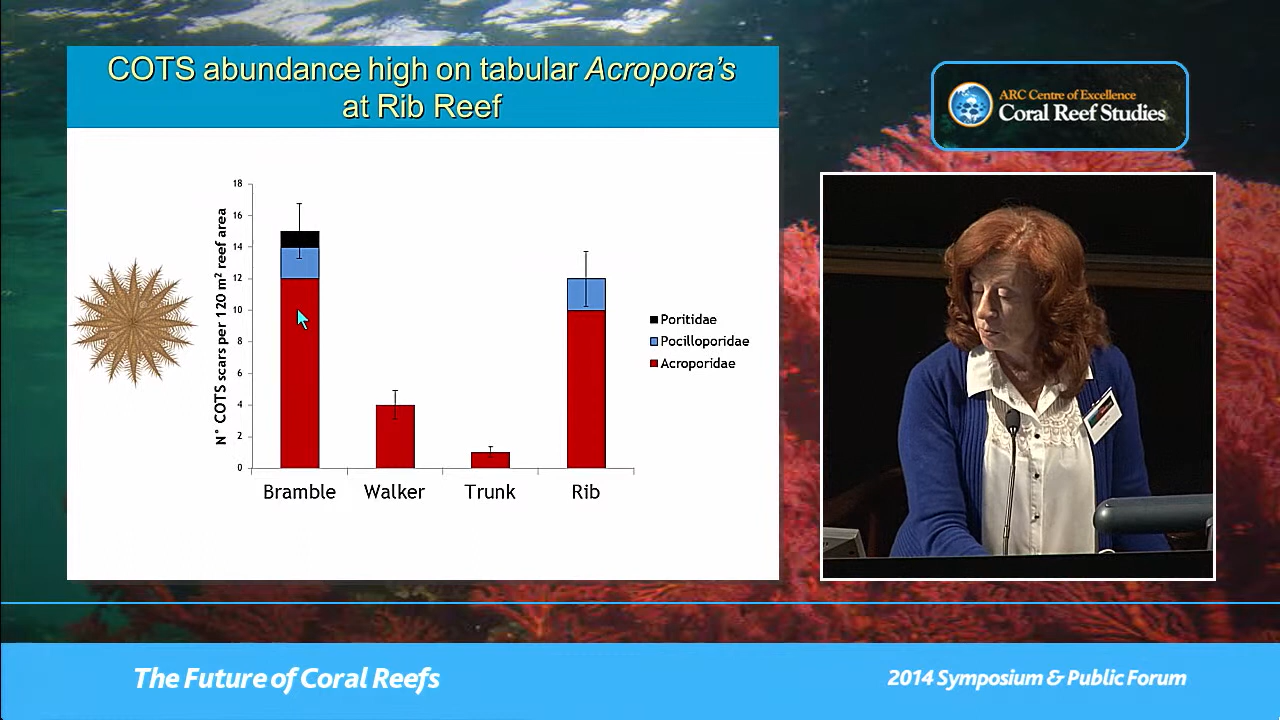 COTS abundance high on tabular Acropora's
at Rib Reef
N° COTS scars per 120 m² reef area
18
16
14
12
10
8
6
4
2
0
Bramble
Walker
Trunk
Rib
Poritidae
Pocilloporidae
Acroporidae
ARC Centre of Excellence
Coral Reef Studies
The Future of Coral Reefs
2014 Symposium & Public Forum